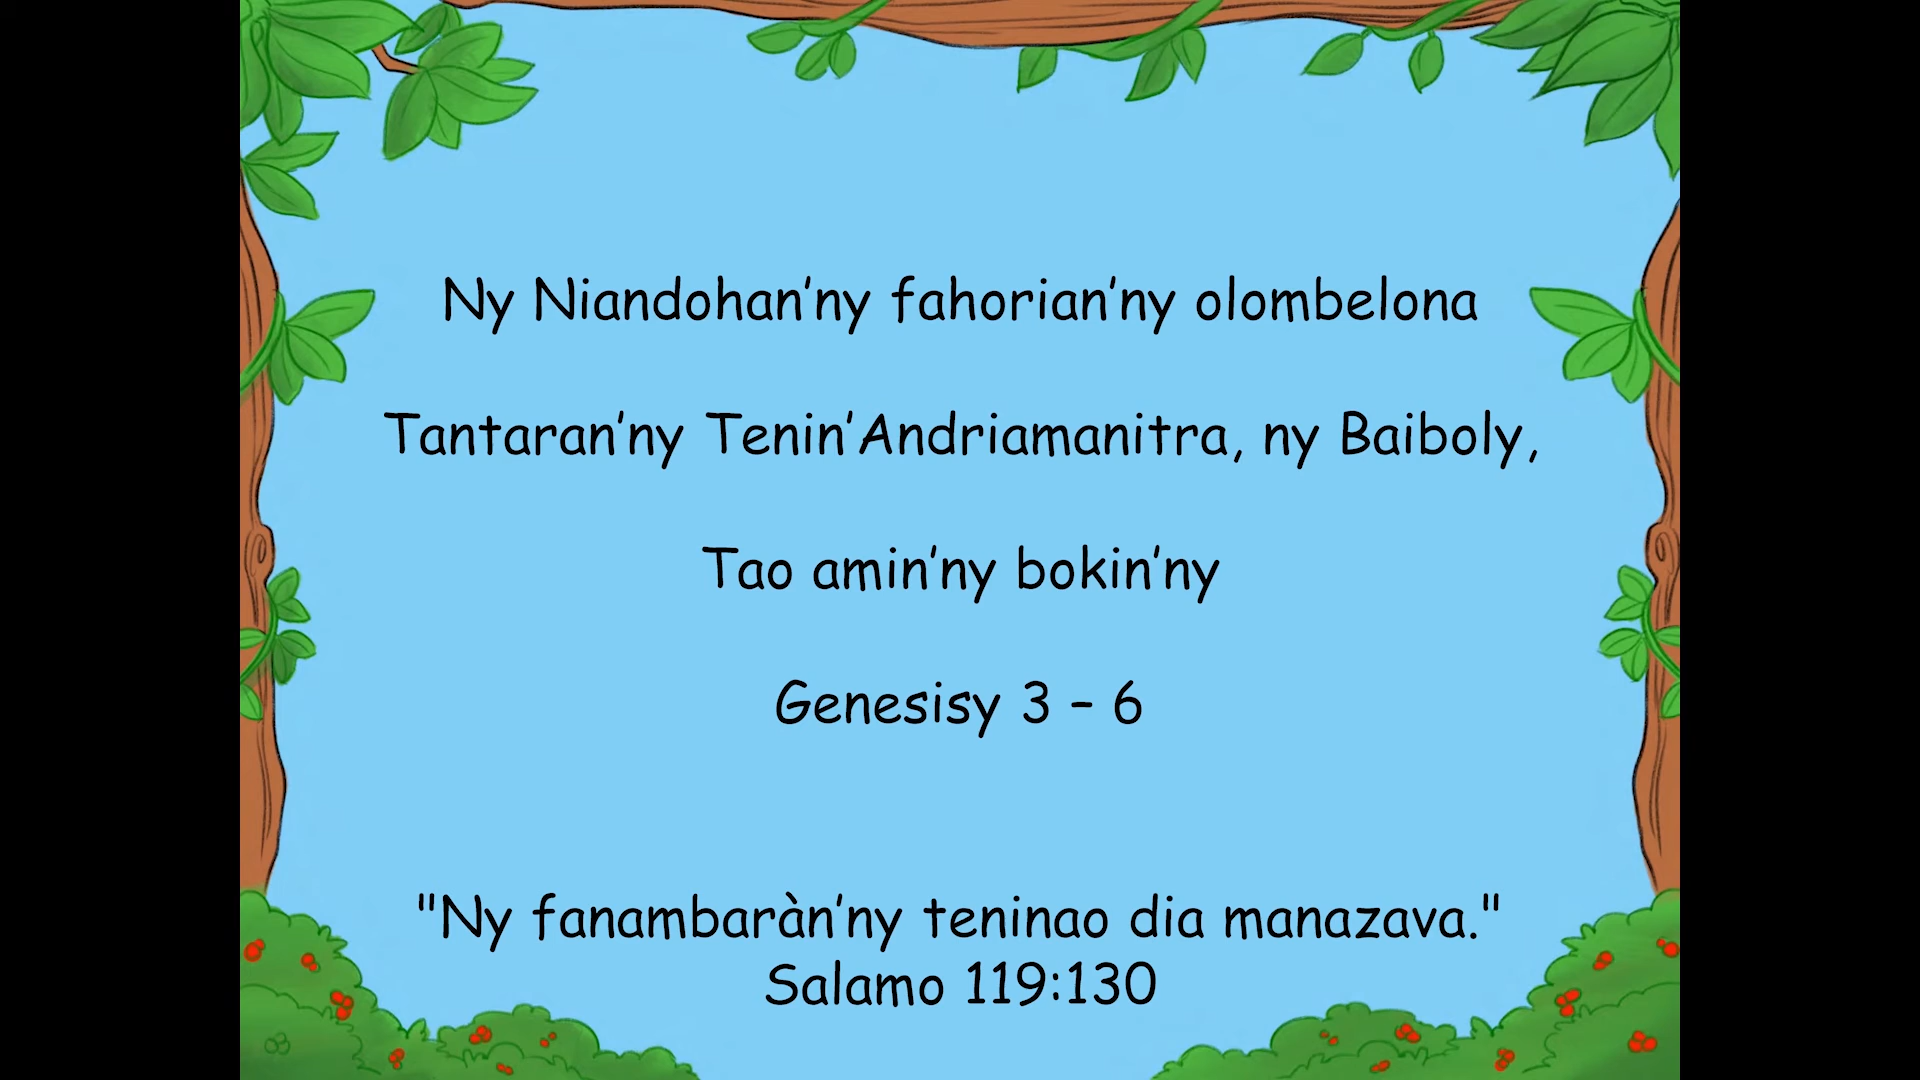 Ny Niandohan’ny fahorian’ny olombelona
Tantaran’ny Tenin’Andriamanitra, ny Baiboly,
Tao amin’ny bokin’ny
Genesisy 3 – 6
"Ny fanambaràn’ny teninao dia manazava."
Salamo 119:130